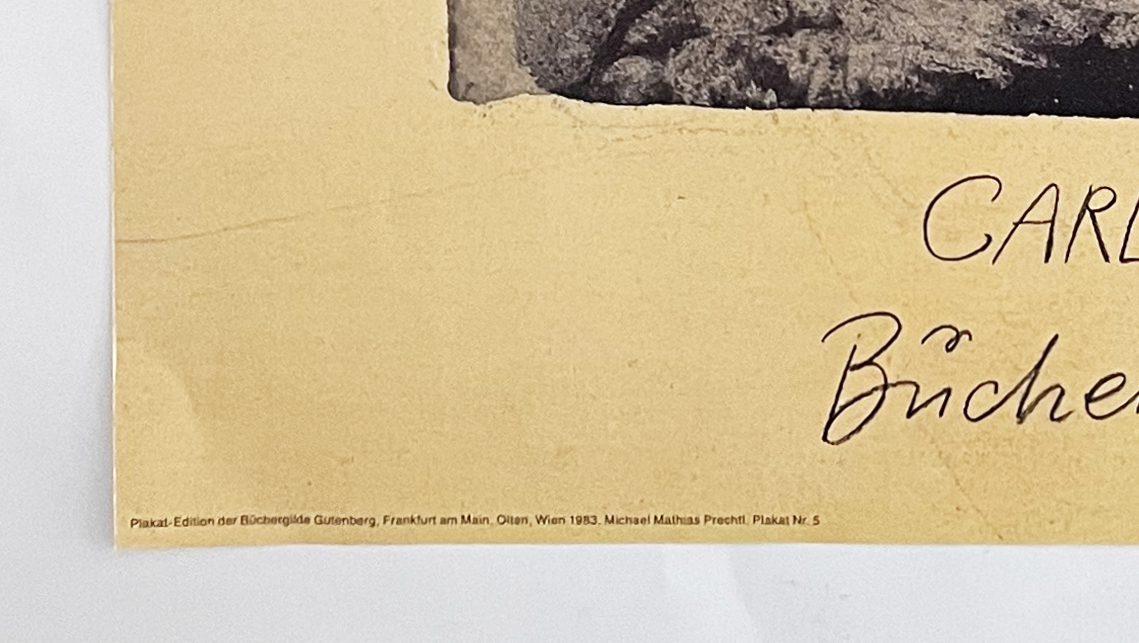 CARL
Bücher
Plakat-Edition der Büchergilde Gutenberg, Frankfurt am Main, Olten, Wien 1983. Michael Mathias Prechtl, Plakat Nr. 5